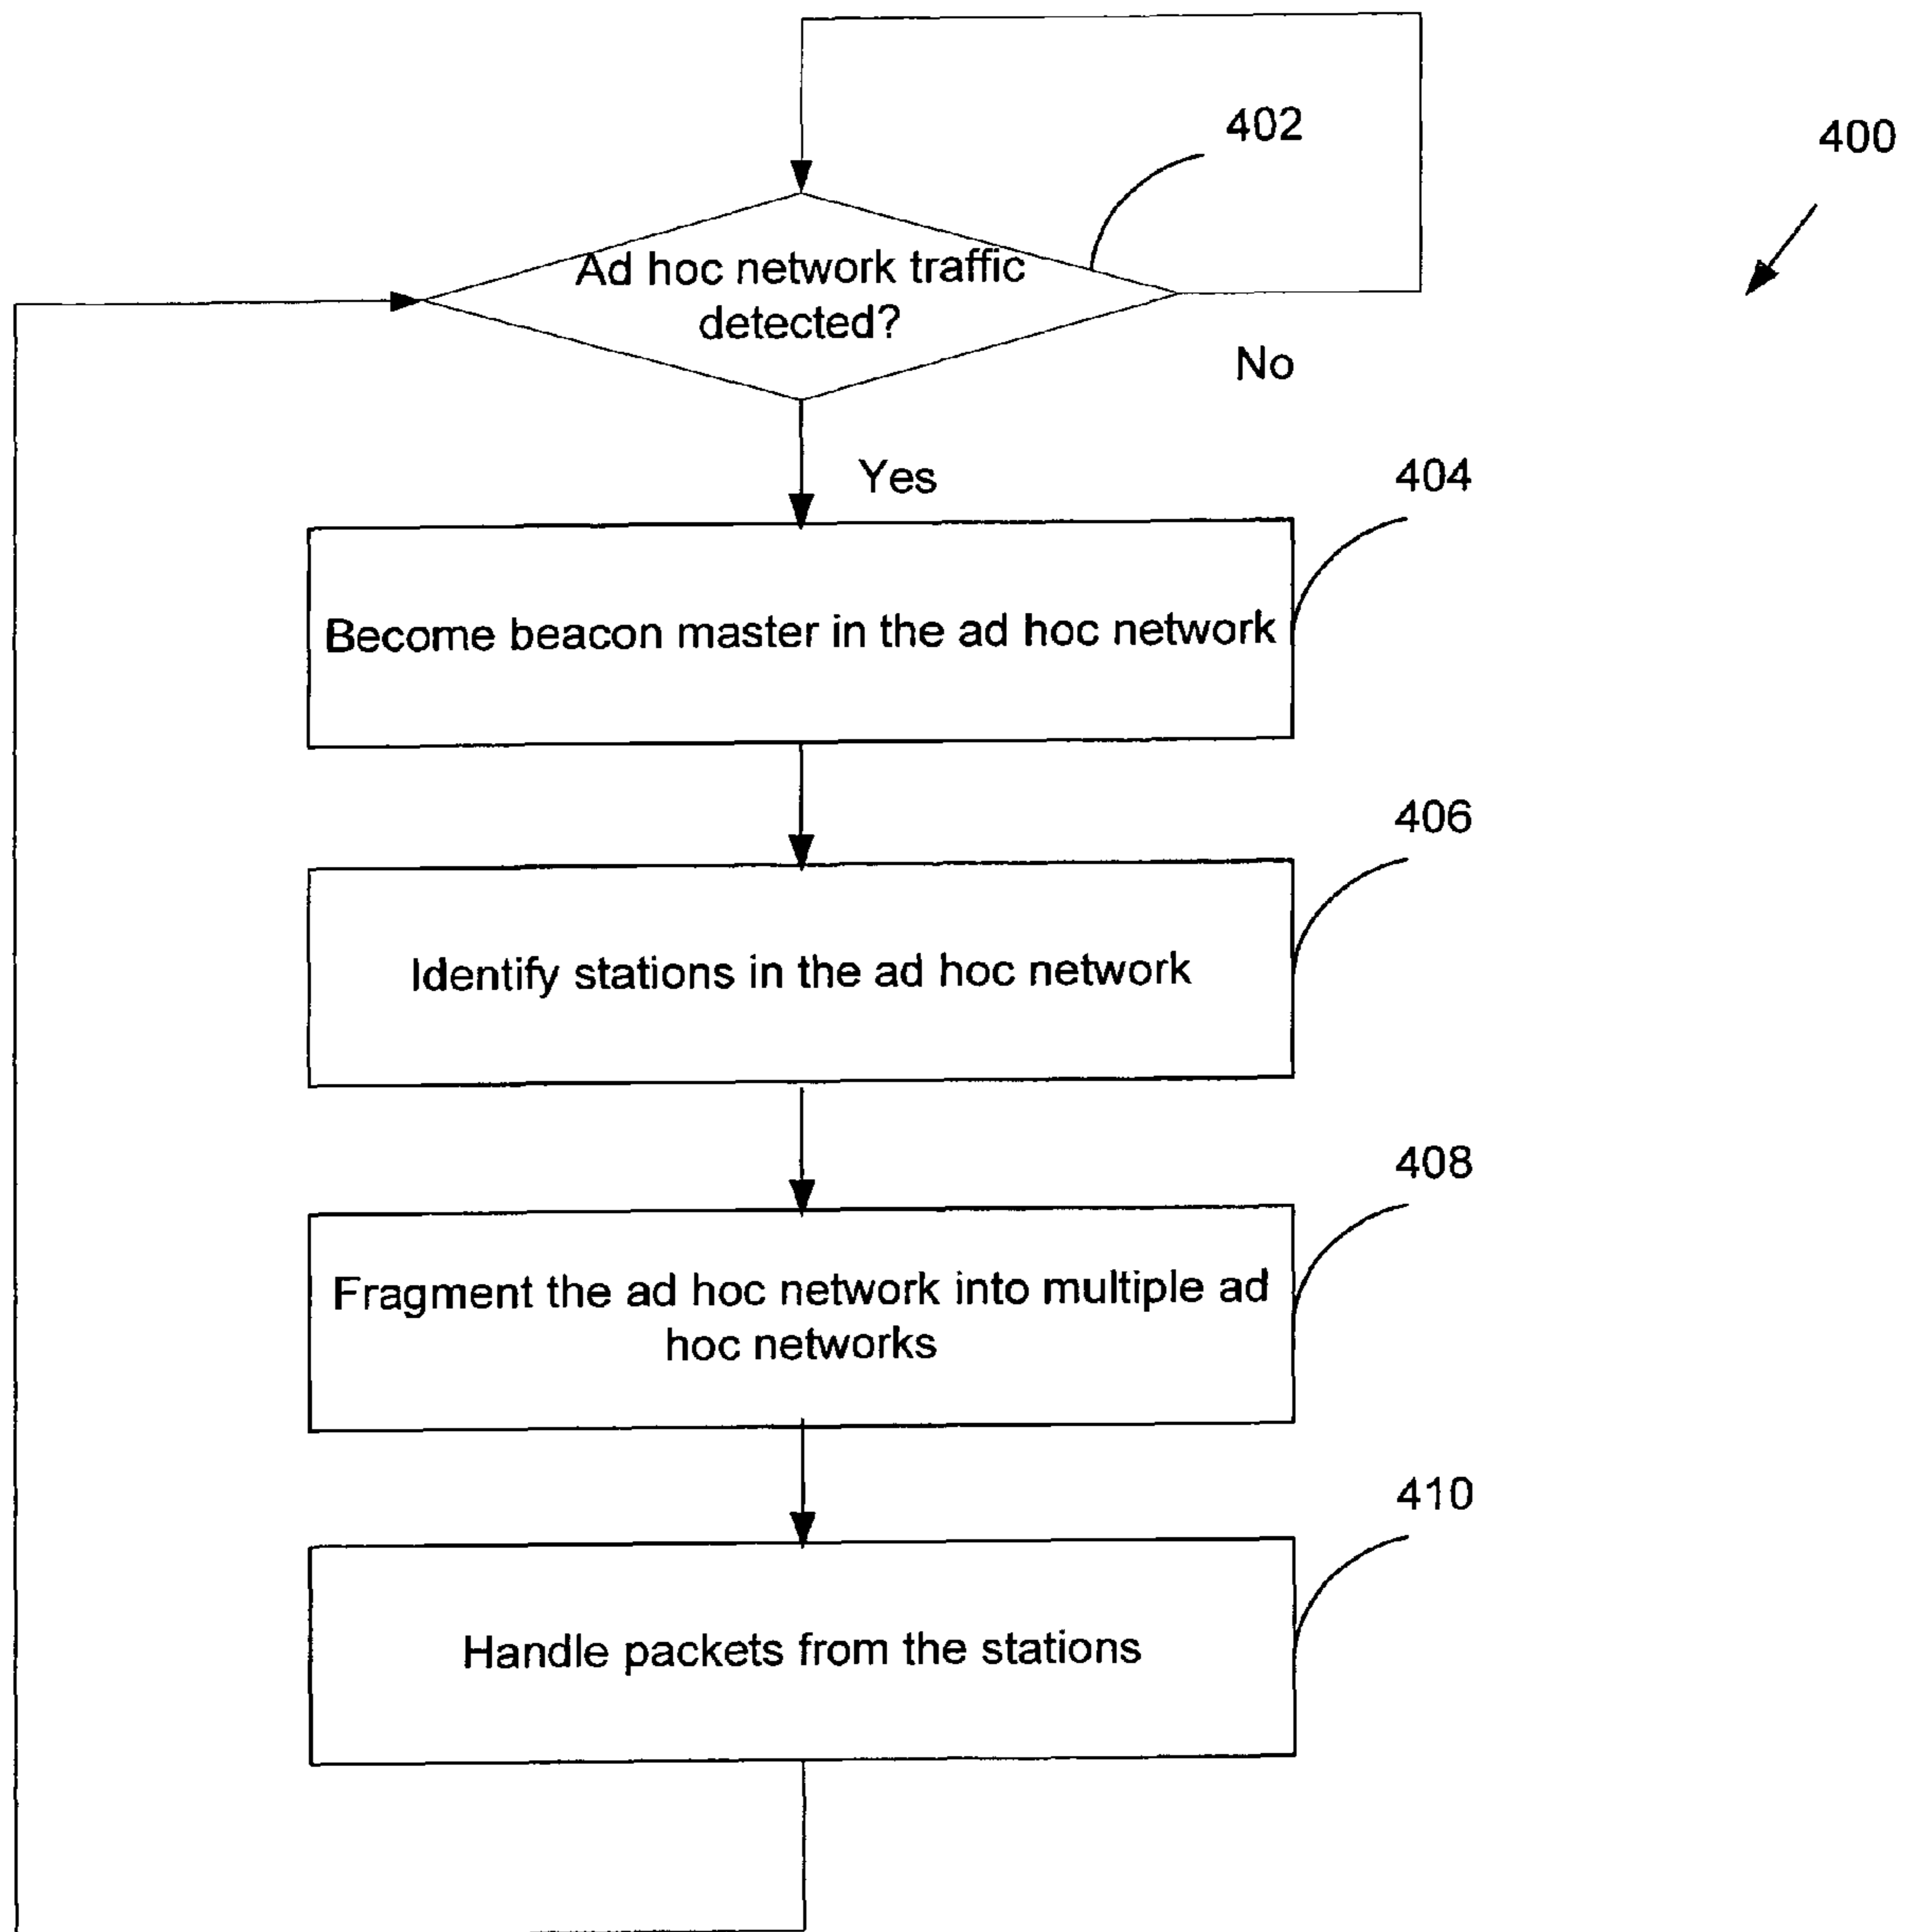 402
400
Ad hoc network traffic
detected?
No
Yes
404
Become beacon master in the ad hoc network
406
Identify stations in the ad hoc network
408
Fragment the ad hoc network into multiple ad
hoc networks
410
Handle packets from the stations